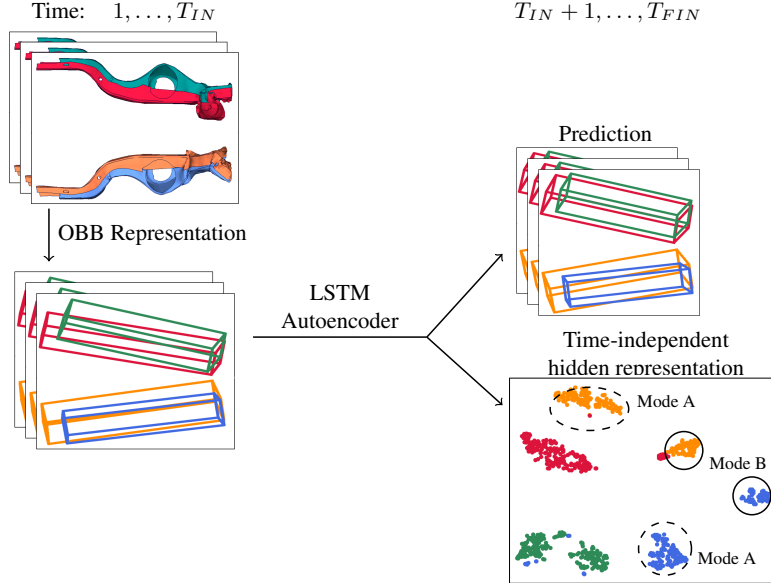 Time: 1, . . . , T_IN
T_IN + 1, . . . , T_FIN
Prediction
OBB Representation
LSTM
Autoencoder
Time-independent
hidden representation
Mode A
Mode B
Mode A